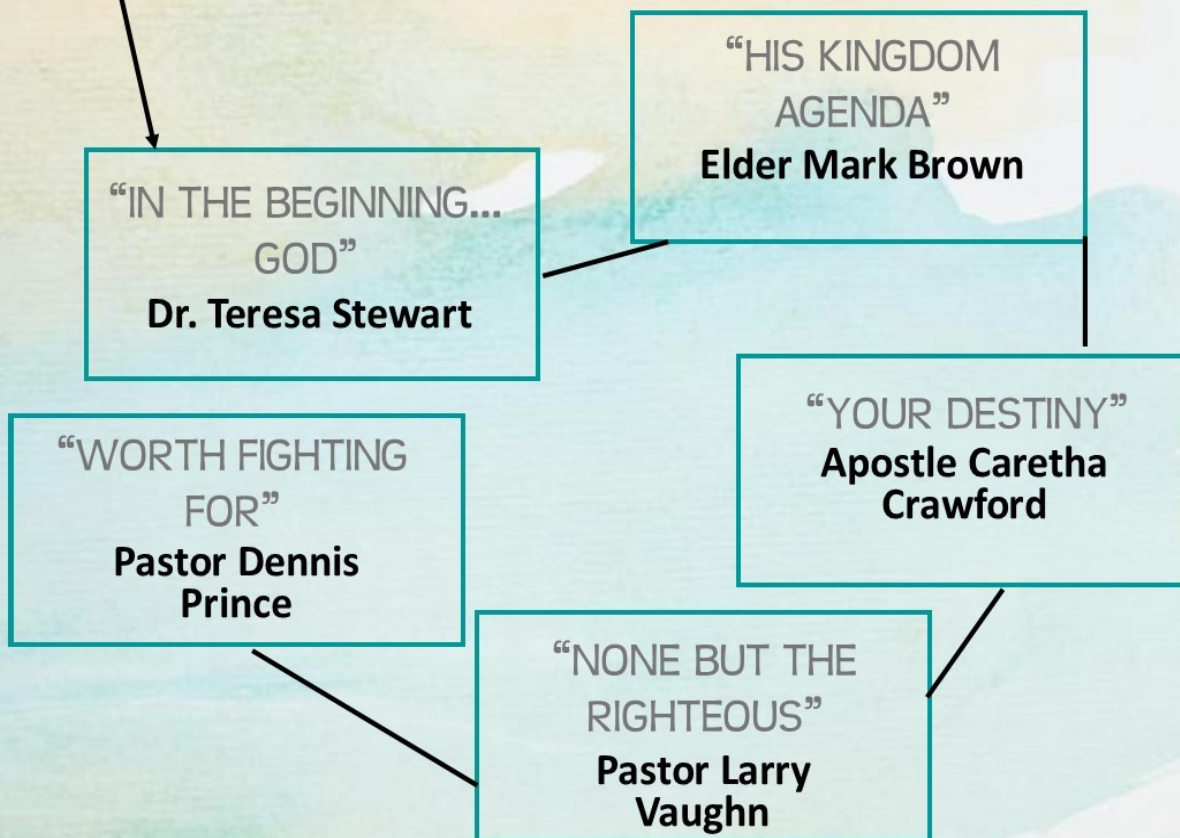 “HIS KINGDOM
AGENDA”
Elder Mark Brown
“IN THE BEGINNING...
GOD”
Dr. Teresa Stewart
“YOUR DESTINY”
Apostle Caretha
Crawford
“WORTH FIGHTING
FOR”
Pastor Dennis
Prince
“NONE BUT THE
RIGHTEOUS”
Pastor Larry
Vaughn